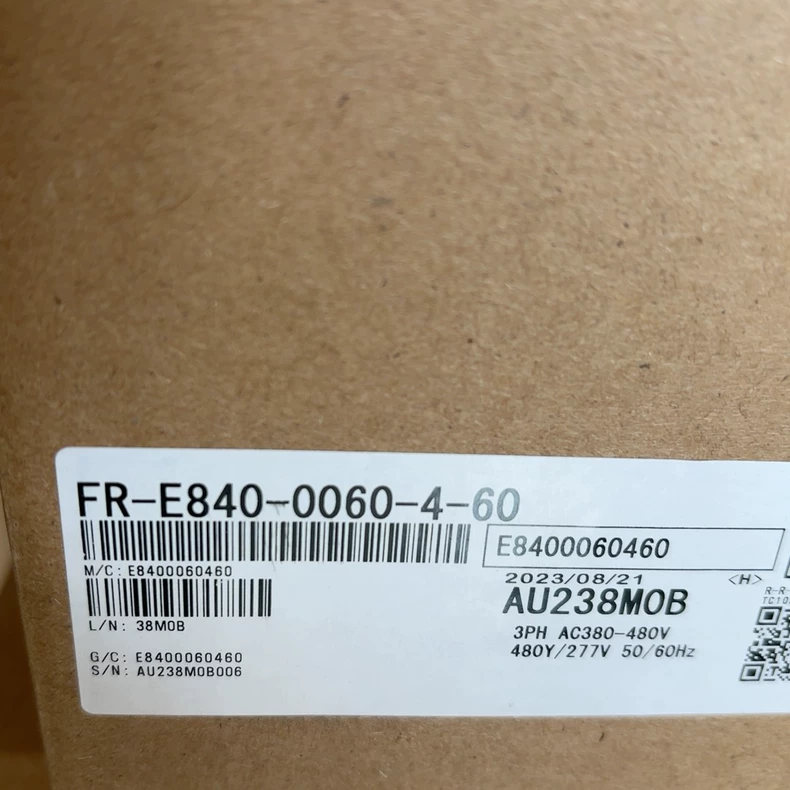 FR-E840-0060-4-60
E8400060460
M/C: E8400060460
2023/08/21
<H>
AU238M0B
L/N: 38M0B
3PH AC380-480V
480Y/277V 50/60Hz
G/C: E8400060460
S/N: AU238M0B006